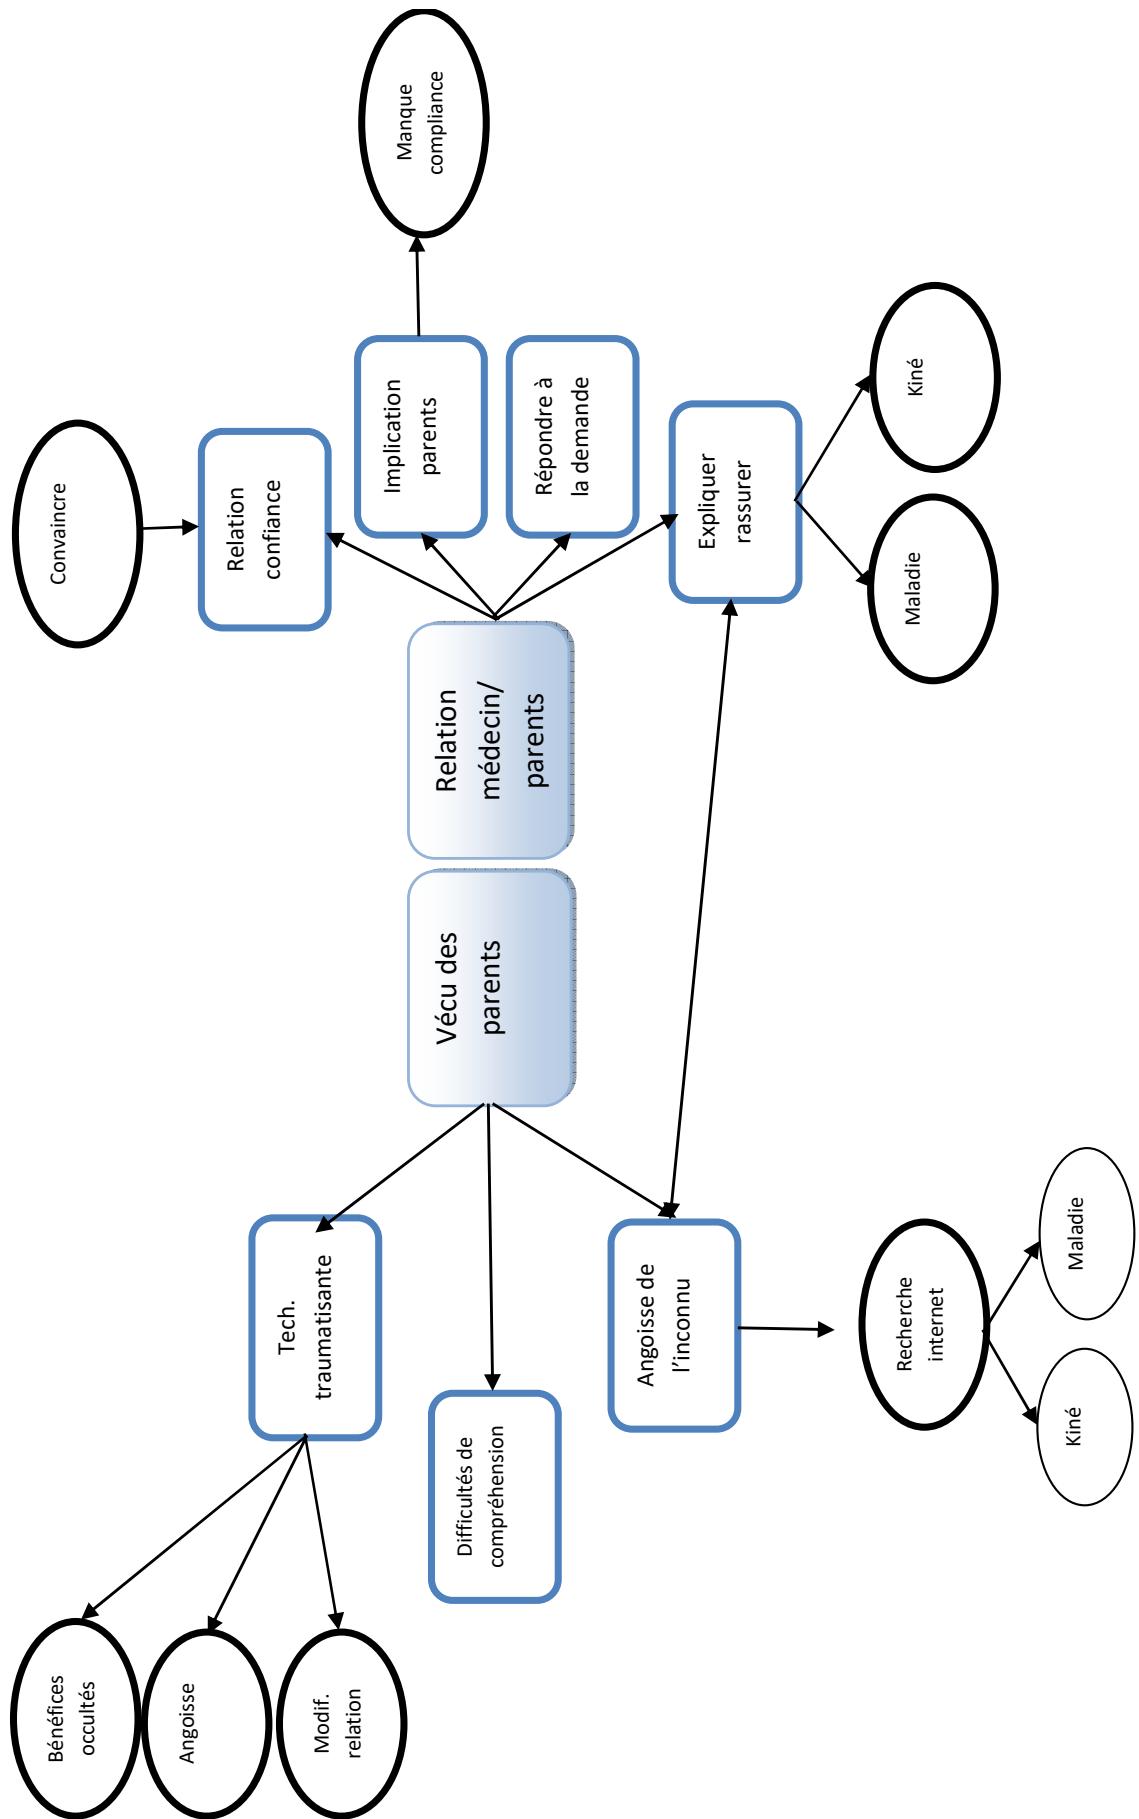 Bénéfices
occultés
Angoisse
Modif.
relation
Tech.
traumatisante
Difficultés de
compréhension
Angoisse de
l'inconnu
Recherche
internet
Kiné
Maladie
Vécu des
parents
Relation
médecin/
parents
Convaincre
Relation
confiance
Implication
parents
Manque
compliance
Répondre à
la demande
Expliquer
rassurer
Maladie
Kiné